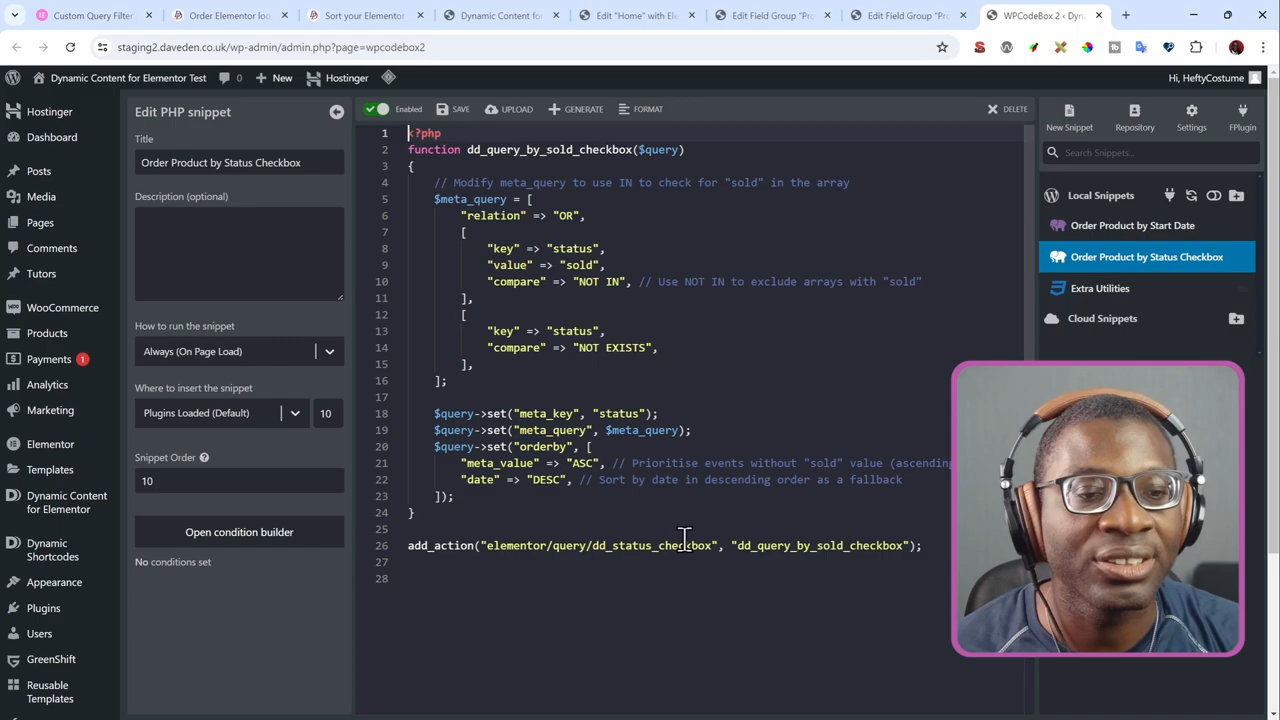 Custom Query Filter
Order Elementor loo
Sort your Elementor
Dynamic Content for
Edit "Home" with Ele
Edit Field Group "Pro
Edit Field Group "Pro
WPCodeBox 2 ‹ Dyn
staging2.daveden.co.uk/wp-admin/admin.php?page=wpcodebox2
Dynamic Content for Elementor Test
0
New
Hostinger
Hi, HeftyCostume
Hostinger
Dashboard
Posts
Media
Pages
Comments
Tutors
WooCommerce
Products
Payments 1
Analytics
Marketing
Elementor
Templates
Dynamic Content
for Elementor
Dynamic
Shortcodes
Appearance
Plugins
Users
GreenShift
Reusable
Templates
Edit PHP snippet
Title
Order Product by Status Checkbox
Description (optional)
How to run the snippet
Always (On Page Load)
Where to insert the snippet
Plugins Loaded (Default)
10
Snippet Order
10
Open condition builder
No conditions set
Enabled
SAVE
UPLOAD
GENERATE
FORMAT
DELETE
1 <?php
2 function dd_query_by_sold_checkbox($query)
3 {
4 // Modify meta_query to use IN to check for "sold" in the array
5 $meta_query = [
6 "relation" => "OR",
7 [
8 "key" => "status",
9 "value" => "sold",
10 "compare" => "NOT IN", // Use NOT IN to exclude arrays with "sold"
11 ],
12 [
13 "key" => "status",
14 "compare" => "NOT EXISTS",
15 ],
16 ];
17
18 $query->set("meta_key", "status");
19 $query->set("meta_query", $meta_query);
20 $query->set("orderby", [
21 "meta_value" => "ASC", // Prioritise events without "sold" value (ascending
22 "date" => "DESC", // Sort by date in descending order as a fallback
23 ]);
24 }
25
26 add_action("elementor/query/dd_status_checkbox", "dd_query_by_sold_checkbox");
27
28
New Snippet
Repository
Settings
FPlugin
Search Snippets...
Local Snippets
Order Product by Start Date
Order Product by Status Checkbox
Extra Utilities
Cloud Snippets